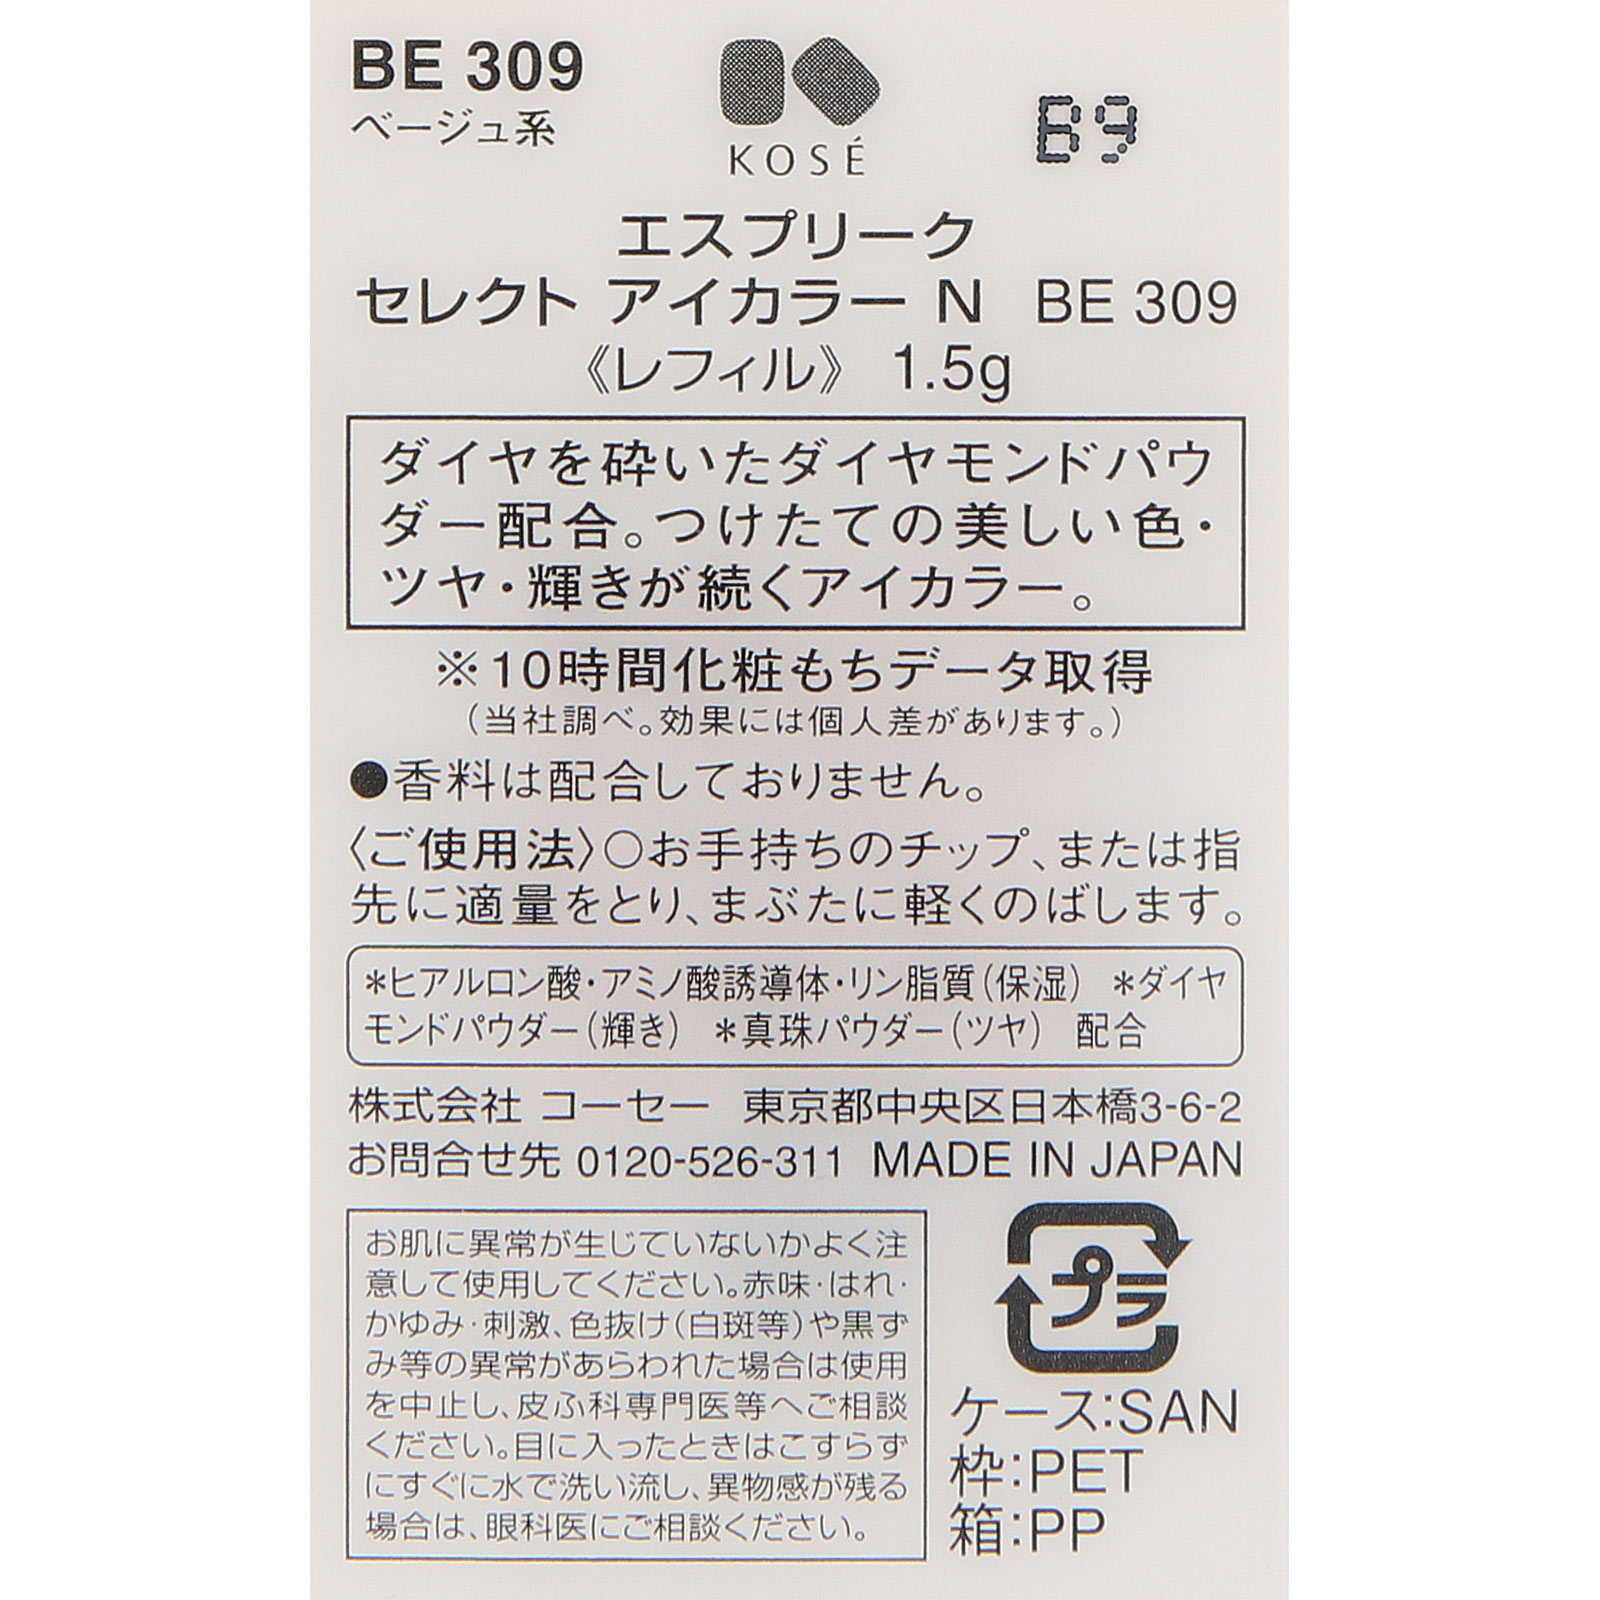 BE 309
ベージュ系
KOSÉ
B9
エスプリーク
セレクト アイカラー N BE 309
《レフィル》 1.5g
ダイヤを砕いたダイヤモンドパウ
ダー配合。つけたての美しい色・
ツヤ・輝きが続くアイカラー。
※10時間化粧もちデータ取得
(当社調べ。効果には個人差があります。)
●香料は配合しておりません。
〈ご使用法〉○お手持ちのチップ、または指
先に適量をとり、まぶたに軽くのばします。
*ヒアルロン酸・アミノ酸誘導体・リン脂質(保湿) *ダイヤ
モンドパウダー(輝き) *真珠パウダー(ツヤ) 配合
株式会社 コーセー 東京都中央区日本橋3-6-2
お問合せ先 0120-526-311 MADE IN JAPAN
お肌に異常が生じていないかよく注
意して使用してください。赤味・はれ・
かゆみ・刺激、色抜け(白斑等)や黒ず
み等の異常があらわれた場合は使用
を中止し、皮ふ科専門医等へご相談
ください。目に入ったときはこすらず
にすぐに水で洗い流し、異物感が残る
場合は、眼科医にご相談ください。
プラ
ケース:SAN
枠:PET
箱:PP